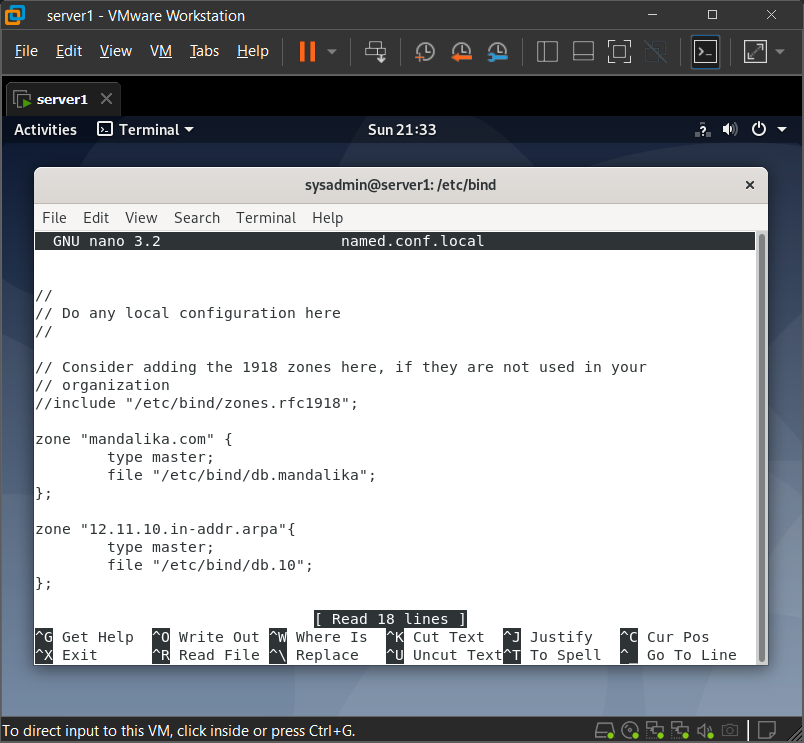 server1 - VMware Workstation
File Edit View VM Tabs Help
server1
Activities Terminal Sun 21:33
sysadmin@server1: /etc/bind
File Edit View Search Terminal Help
GNU nano 3.2 named.conf.local
//
// Do any local configuration here
//
// Consider adding the 1918 zones here, if they are not used in your
// organization
//include "/etc/bind/zones.rfc1918";
zone "mandalika.com" {
type master;
file "/etc/bind/db.mandalika";
};
zone "12.11.10.in-addr.arpa"{
type master;
file "/etc/bind/db.10";
};
[ Read 18 lines ]
^G Get Help ^O Write Out ^W Where Is ^K Cut Text ^J Justify ^C Cur Pos
^X Exit ^R Read File ^\ Replace ^U Uncut Text ^T To Spell ^_ Go To Line
To direct input to this VM, click inside or press Ctrl+G.